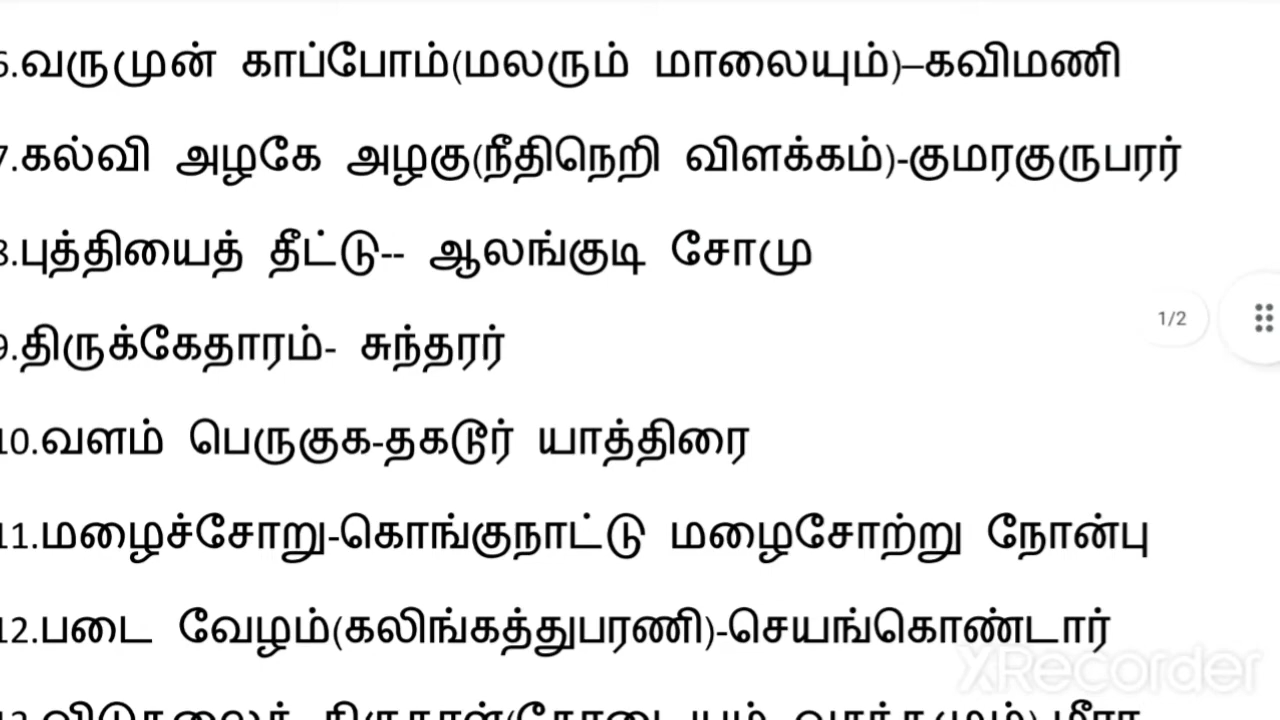 6.வருமுன் காப்போம்(மலரும் மாலையும்)–கவிமணி
7.கல்வி அழகே அழகு(நீதிநெறி விளக்கம்)-குமரகுருபரர்
8.புத்தியைத் தீட்டு-- ஆலங்குடி சோமு
9.திருக்கேதாரம்- சுந்தரர்
1/2
10.வளம் பெருகுக-தகடூர் யாத்திரை
11.மழைச்சோறு-கொங்குநாட்டு மழைசோற்று நோன்பு
12.படை வேழம்(கலிங்கத்துபரணி)-செயங்கொண்டார்
XRecorder